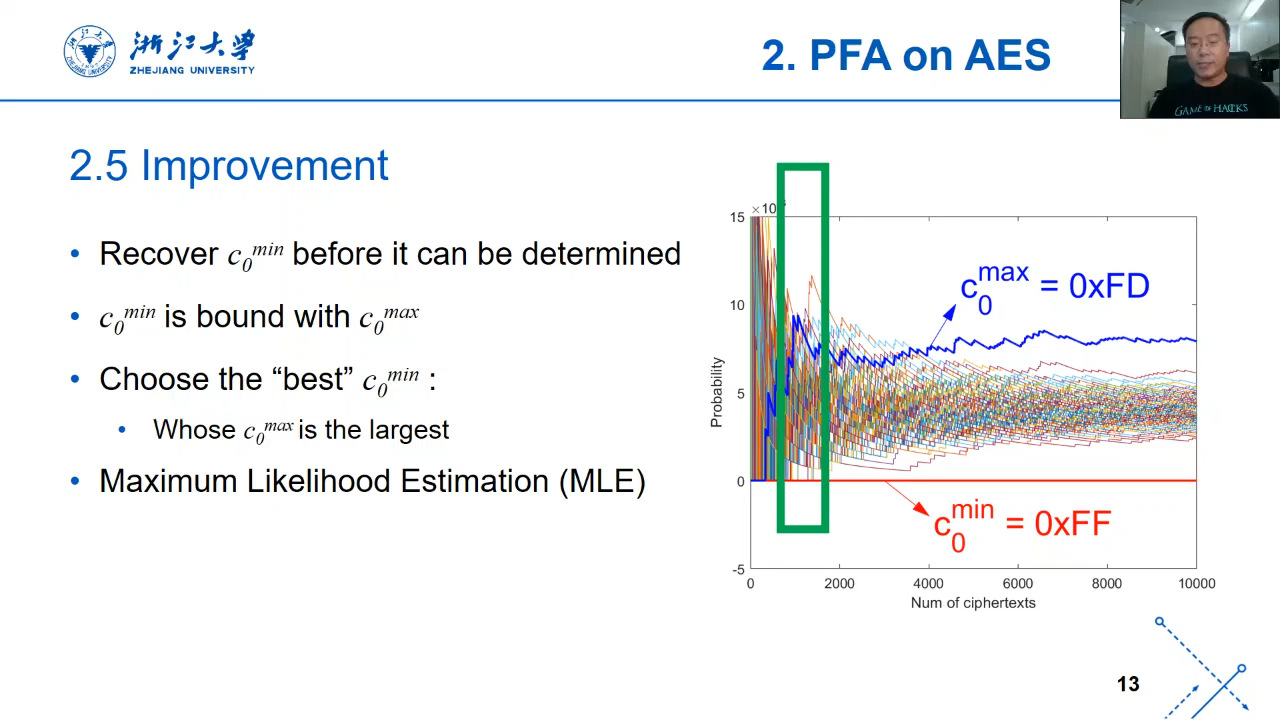 浙江大学
ZHEJIANG UNIVERSITY
2. PFA on AES
GAME OF HACKS
2.5 Improvement
• Recover c₀ᵐⁱⁿ before it can be determined
• c₀ᵐⁱⁿ is bound with c₀ᵐᵃˣ
• Choose the “best” c₀ᵐⁱⁿ :
• Whose c₀ᵐᵃˣ is the largest
• Maximum Likelihood Estimation (MLE)
×10
15
10
5
0
-5
Probability
c₀ᵐᵃˣ = 0xFD
c₀ᵐⁱⁿ = 0xFF
0 2000 4000 6000 8000 10000
Num of ciphertexts
13